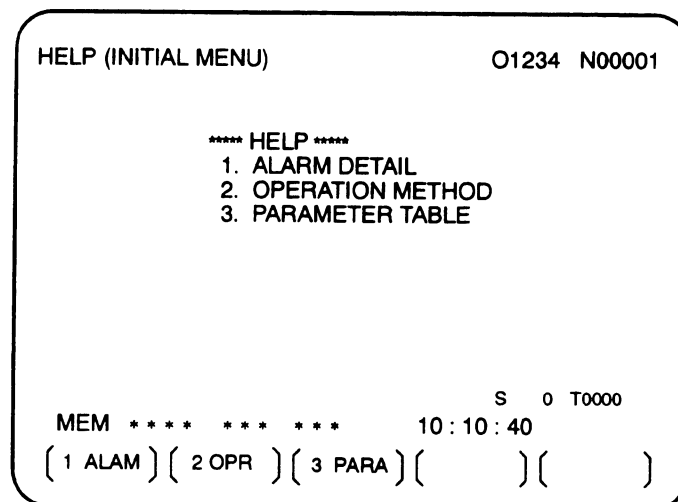 HELP (INITIAL MENU) O1234 N00001
***** HELP *****
1. ALARM DETAIL
2. OPERATION METHOD
3. PARAMETER TABLE
S 0 T0000
MEM * * * * * * * * * * 10 : 10 : 40
[ 1 ALAM ] [ 2 OPR ] [ 3 PARA ] [ ] [ ]